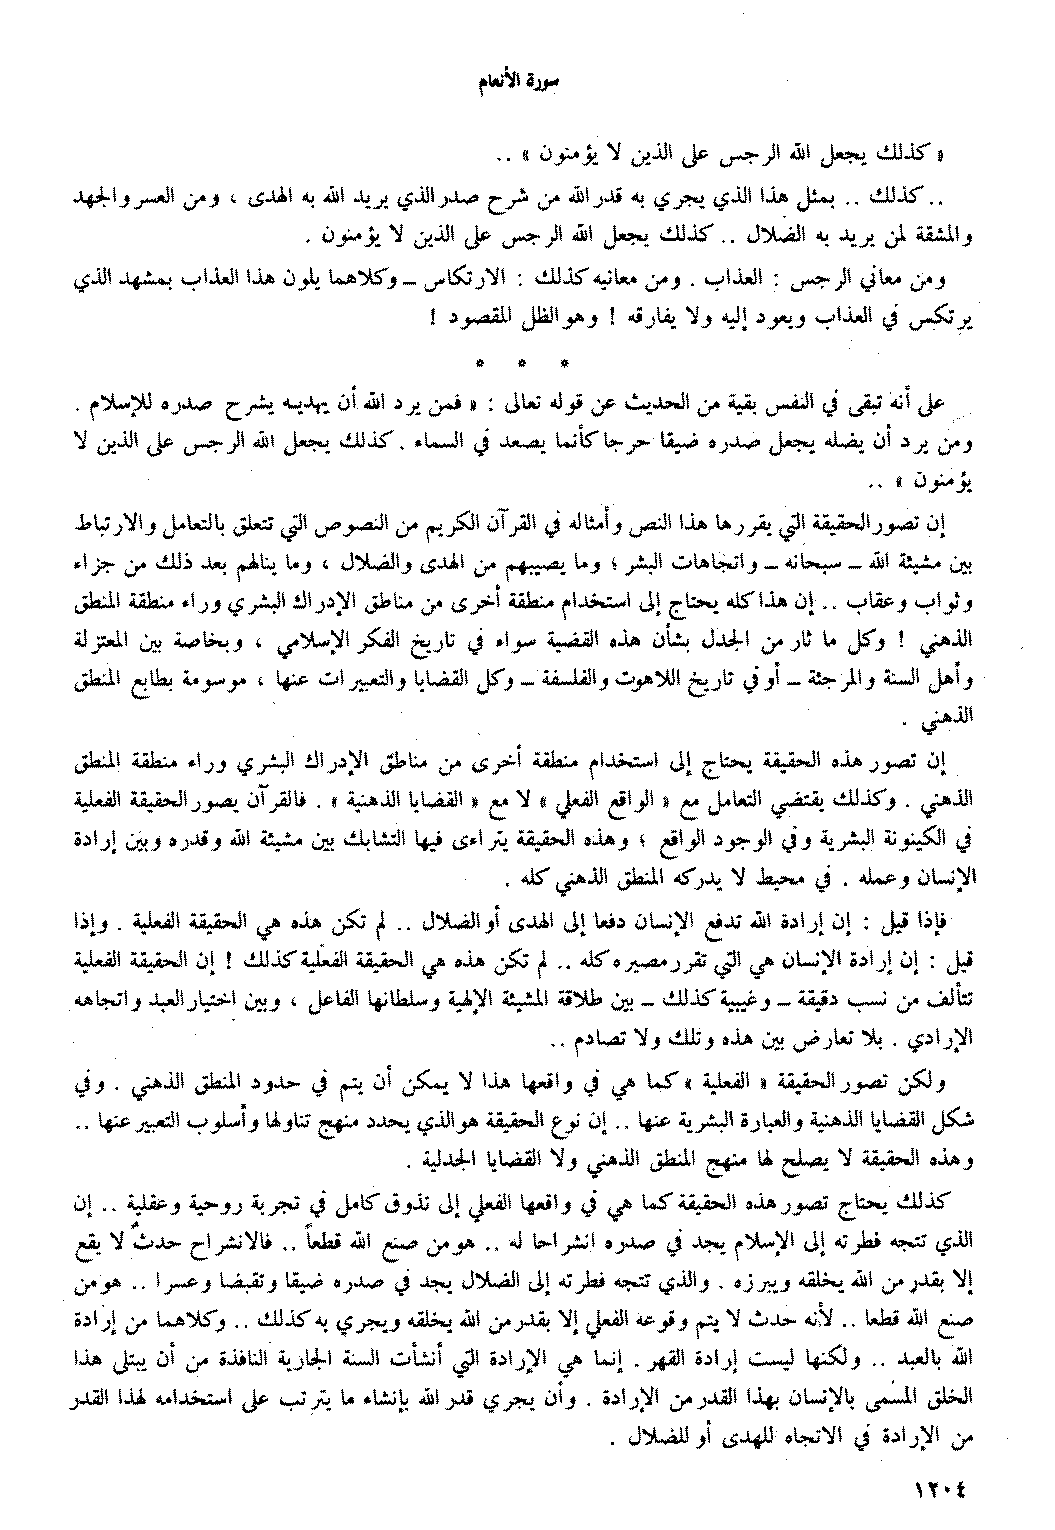 سورة الأنعام
« كذلك يجعل الله الرجس على الذين لا يؤمنون » ..
.. كذلك .. بمثل هذا الذي يجري به قدر الله من شرح صدر الذي يريد الله به الهدى ، ومن العسر والجهد
والمشقة لمن يريد به الضلال .. كذلك يجعل الله الرجس على الذين لا يؤمنون .
ومن معاني الرجس : العذاب . ومن معانيه كذلك : الارتكاس – وكلاهما يلون هذا العذاب بمشهد الذي
يرتكس في العذاب ويعود إليه ولا يفارقه ! وهو الظل المقصود !
* * *
على أنه تبقى في النفس بقية من الحديث عن قوله تعالى : « فمن يرد الله أن يهديه يشرح صدره للإسلام .
ومن يرد أن يضله يجعل صدره ضيقا حرجا كأنما يصعد في السماء . كذلك يجعل الله الرجس على الذين لا
يؤمنون » ..
إن تصور الحقيقة التي يقررها هذا النص وأمثاله في القرآن الكريم من النصوص التي تتعلق بالتعامل والارتباط
بين مشيئة الله – سبحانه – واتجاهات البشر ؛ وما يصيبهم من الهدى والضلال ، وما ينالهم بعد ذلك من جزاء
وثواب وعقاب .. إن هذا كله يحتاج إلى استخدام منطقة أخرى من مناطق الإدراك البشري وراء منطقة المنطق
الذهني ! وكل ما ثار من الجدل بشأن هذه القضية سواء في تاريخ الفكر الإسلامي ، وبخاصة بين المعتزلة
وأهل السنة والمرجئة – أو في تاريخ اللاهوت والفلسفة – وكل القضايا والتعبيرات عنها ، موسومة بطابع المنطق
الذهني .
إن تصور هذه الحقيقة يحتاج إلى استخدام منطقة أخرى من مناطق الإدراك البشري وراء منطقة المنطق
الذهني . وكذلك يقتضي التعامل مع « الواقع الفعلي » لا مع « القضايا الذهنية » . فالقرآن يصور الحقيقة الفعلية
في الكينونة البشرية وفي الوجود الواقع ؛ وهذه الحقيقة يتراءى فيها التشابك بين مشيئة الله وقدره وبين إرادة
الإنسان وعمله . في محيط لا يدركه المنطق الذهني كله .
فإذا قيل : إن إرادة الله تدفع الإنسان دفعا إلى الهدى أو الضلال .. لم تكن هذه هي الحقيقة الفعلية . وإذا
قيل : إن إرادة الإنسان هي التي تقرر مصيره كله .. لم تكن هذه هي الحقيقة الفعلية كذلك ! إن الحقيقة الفعلية
تتألف من نسب دقيقة – وغيبية كذلك – بين طلاقة المشيئة الإلهية وسلطانها الفاعل ، وبين اختيار العبد واتجاهه
الإرادي . بلا تعارض بين هذه وتلك ولا تصادم ..
ولكن تصور الحقيقة « الفعلية » كما هي في واقعها هذا لا يمكن أن يتم في حدود المنطق الذهني . وفي
شكل القضايا الذهنية والعبارة البشرية عنها .. إن نوع الحقيقة هو الذي يحدد منهج تناولها وأسلوب التعبير عنها ..
وهذه الحقيقة لا يصلح لها منهج المنطق الذهني ولا القضايا الجدلية .
كذلك يحتاج تصور هذه الحقيقة كما هي في واقعها الفعلي إلى تذوق كامل في تجربة روحية وعقلية .. إن
الذي تتجه فطرته إلى الإسلام يجد في صدره انشراحا له .. هو من صنع الله قطعاً .. فالانشراح حدث لا يقع
إلا بقدر من الله يخلقه ويبرزه . والذي تتجه فطرته إلى الضلال يجد في صدره ضيقا وتقبضا وعسرا .. هو من
صنع الله قطعا .. لأنه حدث لا يتم وقوعه الفعلي إلا بقدر من الله يخلقه ويجري به كذلك .. وكلاهما من إرادة
الله بالعبد .. ولكنها ليست إرادة القهر . إنما هي الإرادة التي أنشأت السنة الجارية النافذة من أن يبتلى هذا
الخلق المسمى بالإنسان بهذا القدر من الإرادة . وأن يجري قدر الله بإنشاء ما يترتب على استخدامه لهذا القدر
من الإرادة في الاتجاه للهدى أو للضلال .
١٢٠٤